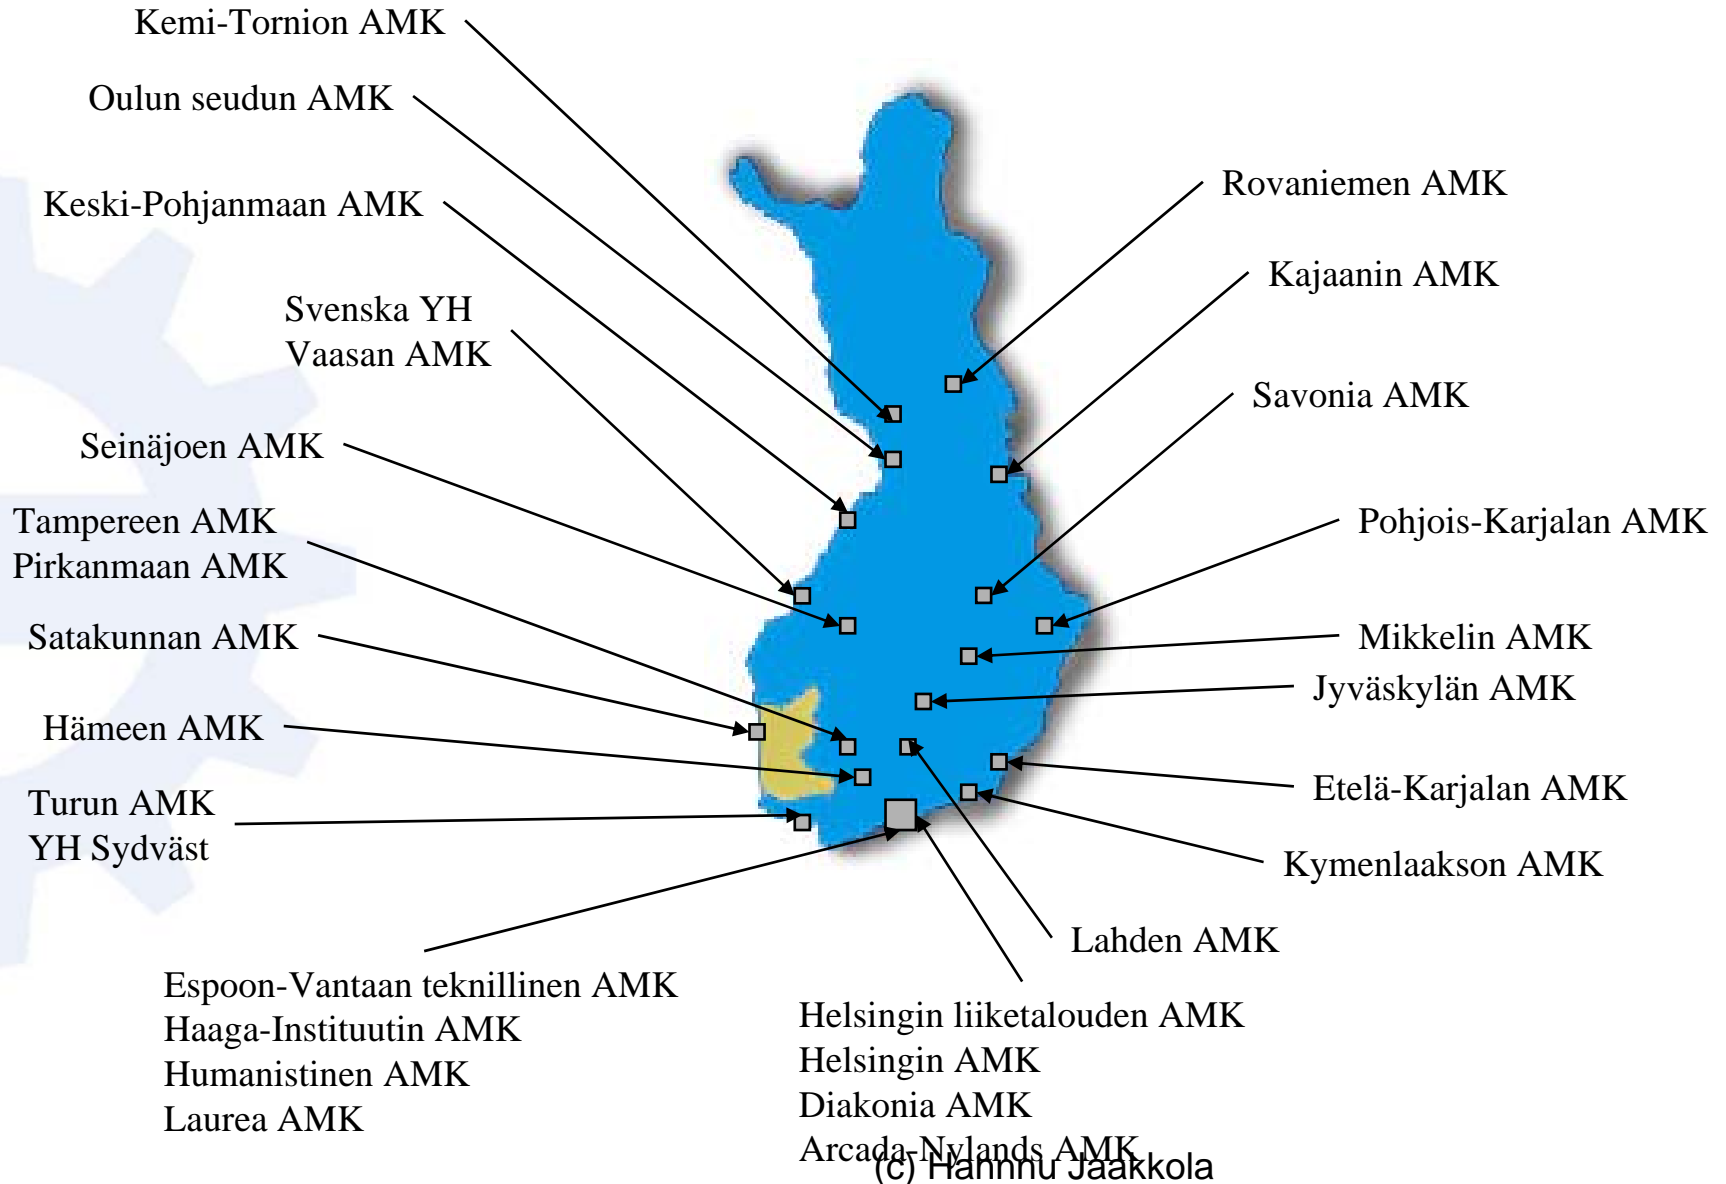 Kemi-Tornion AMK
Oulun seudun AMK
Keski-Pohjanmaan AMK
Svenska YH
Vaasan AMK
Seinäjoen AMK
Tampereen AMK
Pirkanmaan AMK
Satakunnan AMK
Hämeen AMK
Turun AMK
YH Sydväst
Espoon-Vantaan teknillinen AMK
Haaga-Instituutin AMK
Humanistinen AMK
Laurea AMK
Rovaniemen AMK
Kajaanin AMK
Savonia AMK
Pohjois-Karjalan AMK
Mikkelin AMK
Jyväskylän AMK
Etelä-Karjalan AMK
Kymenlaakson AMK
Lahden AMK
Helsingin liiketalouden AMK
Helsingin AMK
Diakonia AMK
Arcada-Nylands AMK
(c) Hannnu Jaakkola